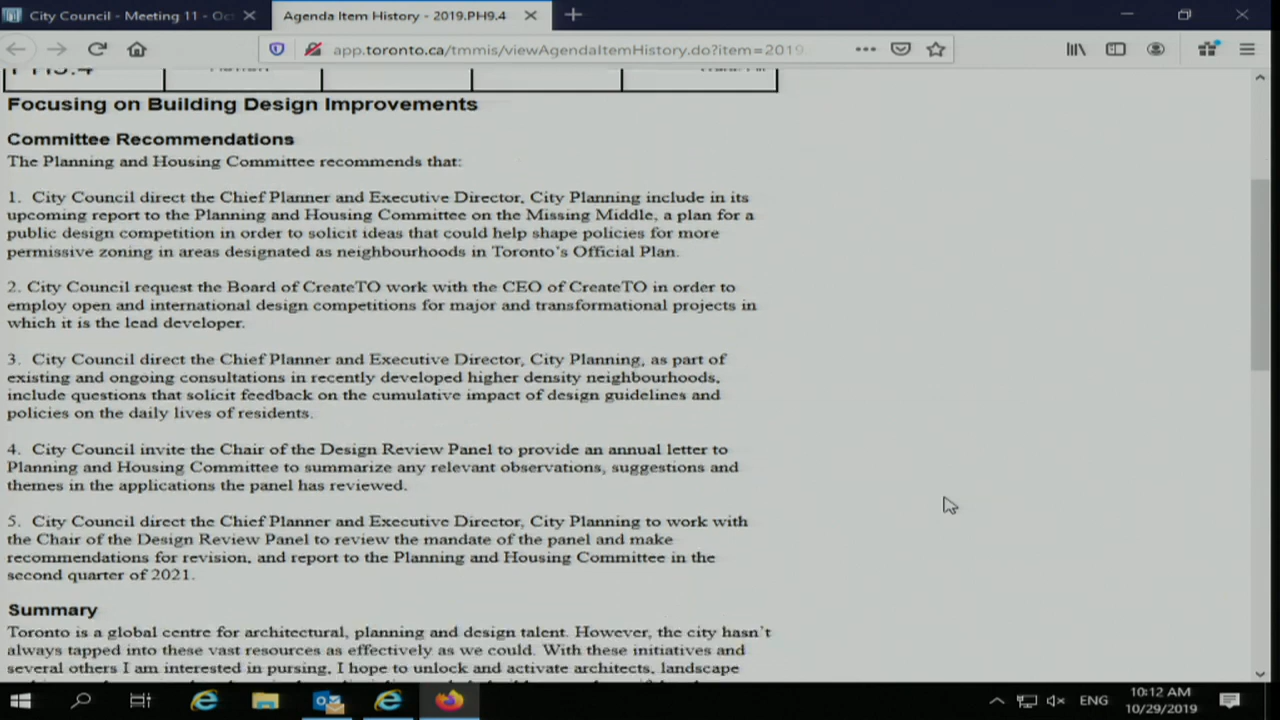 City Council - Meeting 11 - Oc
Agenda Item History - 2019.PH9.4
app.toronto.ca/tmmis/viewAgendaItemHistory.do?item=2019
PH9.4
Focusing on Building Design Improvements
Committee Recommendations
The Planning and Housing Committee recommends that:
1. City Council direct the Chief Planner and Executive Director, City Planning include in its
upcoming report to the Planning and Housing Committee on the Missing Middle, a plan for a
public design competition in order to solicit ideas that could help shape policies for more
permissive zoning in areas designated as neighbourhoods in Toronto's Official Plan.
2. City Council request the Board of CreateTO work with the CEO of CreateTO in order to
employ open and international design competitions for major and transformational projects in
which it is the lead developer.
3. City Council direct the Chief Planner and Executive Director, City Planning, as part of
existing and ongoing consultations in recently developed higher density neighbourhoods,
include questions that solicit feedback on the cumulative impact of design guidelines and
policies on the daily lives of residents.
4. City Council invite the Chair of the Design Review Panel to provide an annual letter to
Planning and Housing Committee to summarize any relevant observations, suggestions and
themes in the applications the panel has reviewed.
5. City Council direct the Chief Planner and Executive Director, City Planning to work with
the Chair of the Design Review Panel to review the mandate of the panel and make
recommendations for revision, and report to the Planning and Housing Committee in the
second quarter of 2021.
Summary
Toronto is a global centre for architectural, planning and design talent. However, the city hasn't
always tapped into these vast resources as effectively as we could. With these initiatives and
several others I am interested in pursing, I hope to unlock and activate architects, landscape
ENG
10:12 AM
10/29/2019